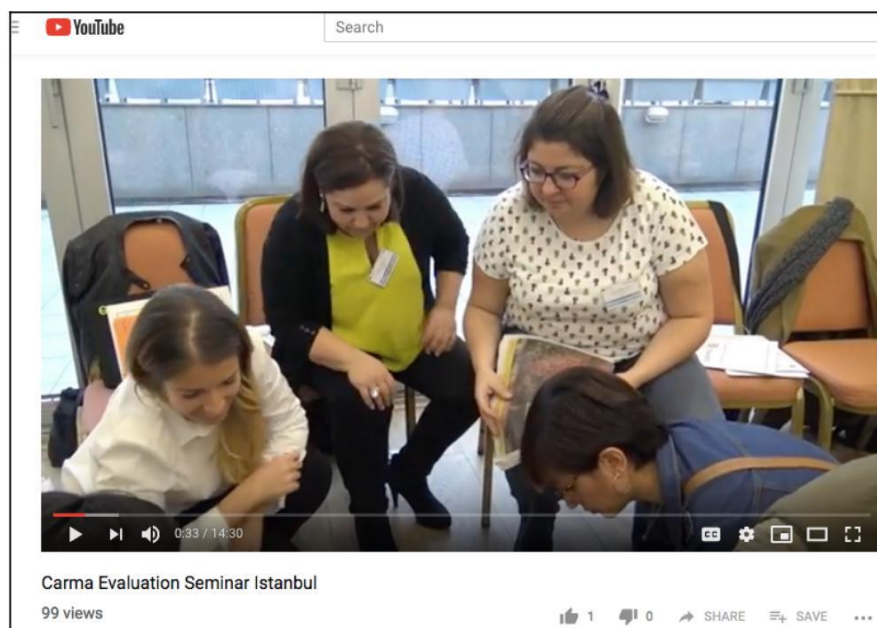 YouTube
Search
0:33 / 14:30
CC
Carma Evaluation Seminar Istanbul
99 views
1
0
SHARE
SAVE